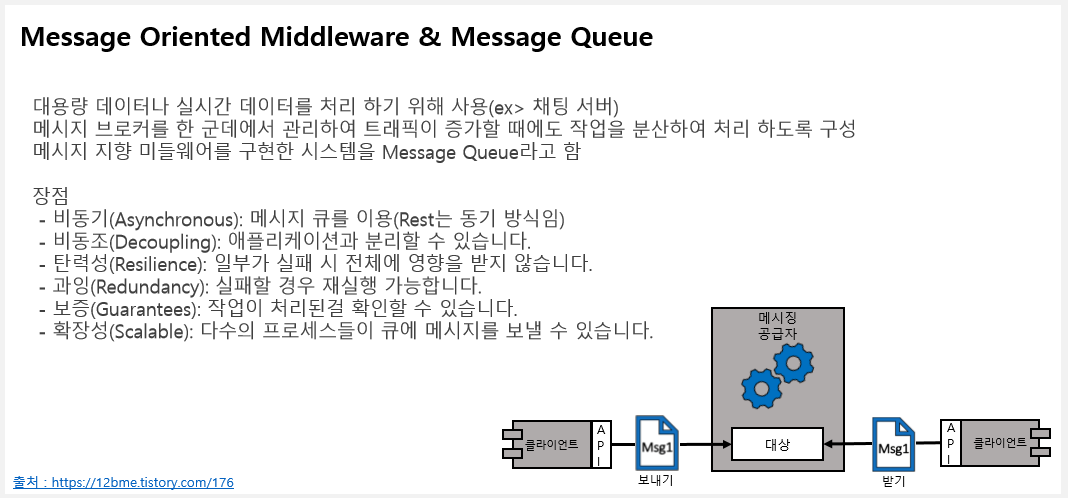 Message Oriented Middleware & Message Queue
대용량 데이터나 실시간 데이터를 처리 하기 위해 사용(ex> 채팅 서버)
메시지 브로커를 한 군데에서 관리하여 트래픽이 증가할 때에도 작업을 분산하여 처리 하도록 구성
메시지 지향 미들웨어를 구현한 시스템을 Message Queue라고 함
장점
- 비동기(Asynchronous): 메시지 큐를 이용(Rest는 동기 방식임)
- 비동조(Decoupling): 애플리케이션과 분리할 수 있습니다.
- 탄력성(Resilience): 일부가 실패 시 전체에 영향을 받지 않습니다.
- 과잉(Redundancy): 실패할 경우 재실행 가능합니다.
- 보증(Guarantees): 작업이 처리된걸 확인할 수 있습니다.
- 확장성(Scalable): 다수의 프로세스들이 큐에 메시지를 보낼 수 있습니다.
메시징
공급자
클라이언트
API
Msg1
보내기
대상
Msg1
받기
API
클라이언트
출처 : https://12bme.tistory.com/176